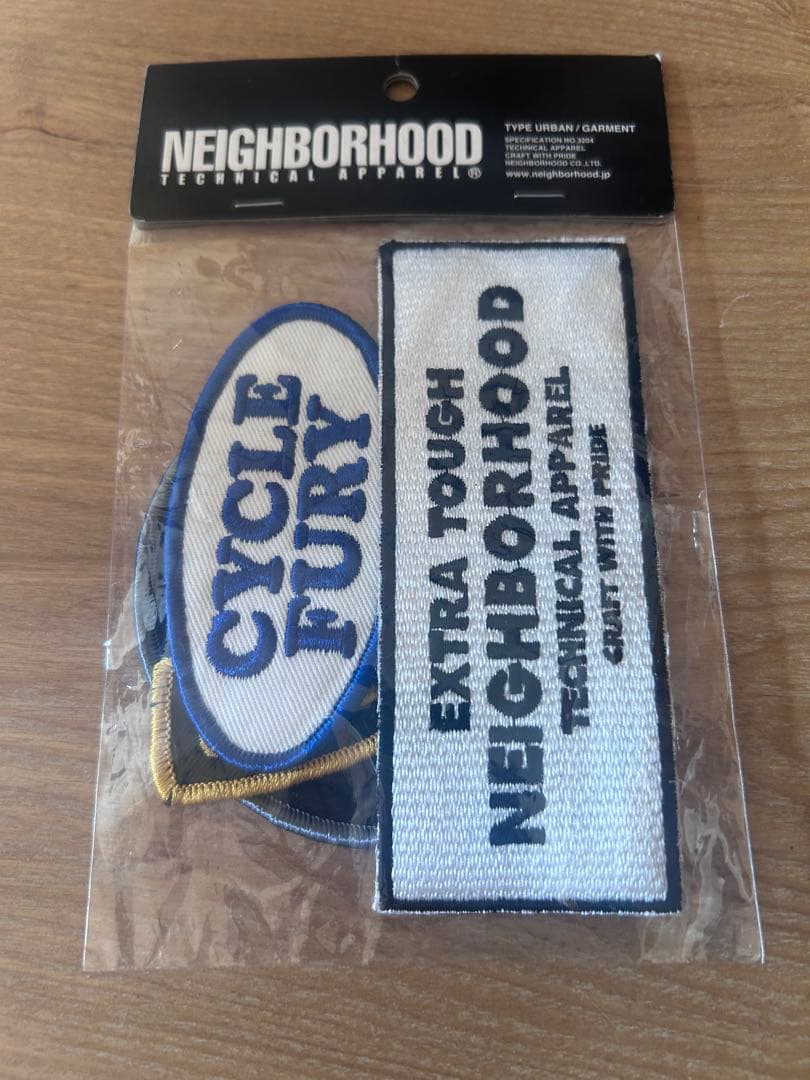 NEIGHBORHOOD
TECHNICAL APPAREL®
TYPE URBAN / GARMENT
SPECIFICATION NO.3204
TECHNICAL APPAREL
CRAFT WITH PRIDE
NEIGHBORHOOD CO.,LTD.
www.neighborhood.jp
CYCLE
FURY
EXTRA TOUGH
NEIGHBORHOOD
TECHNICAL APPAREL
CRAFT WITH PRIDE